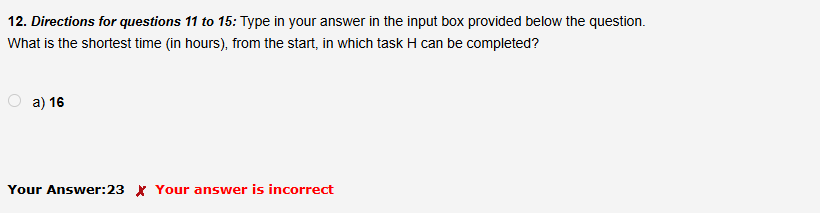 12. Directions for questions 11 to 15: Type in your answer in the input box provided below the question.
What is the shortest time (in hours), from the start, in which task H can be completed?
a) 16
Your Answer:23 ✗ Your answer is incorrect